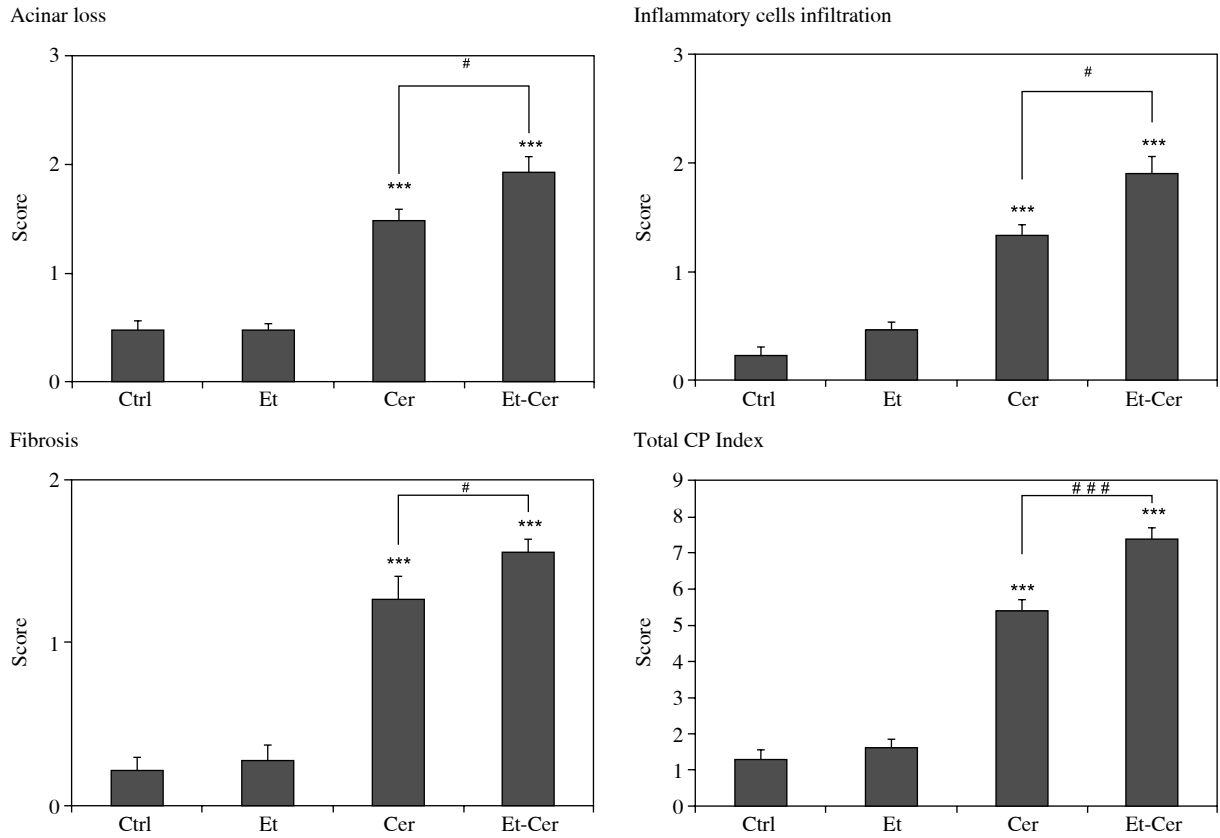 Acinar loss
3
2
1
0
Score
#
***
***
Ctrl Et Cer Et-Cer
Inflammatory cells infiltration
3
2
1
0
Score
#
***
***
Ctrl Et Cer Et-Cer
Fibrosis
2
1
0
Score
#
***
***
Ctrl Et Cer Et-Cer
Total CP Index
9
8
7
6
5
4
3
2
1
0
Score
# # #
***
***
Ctrl Et Cer Et-Cer